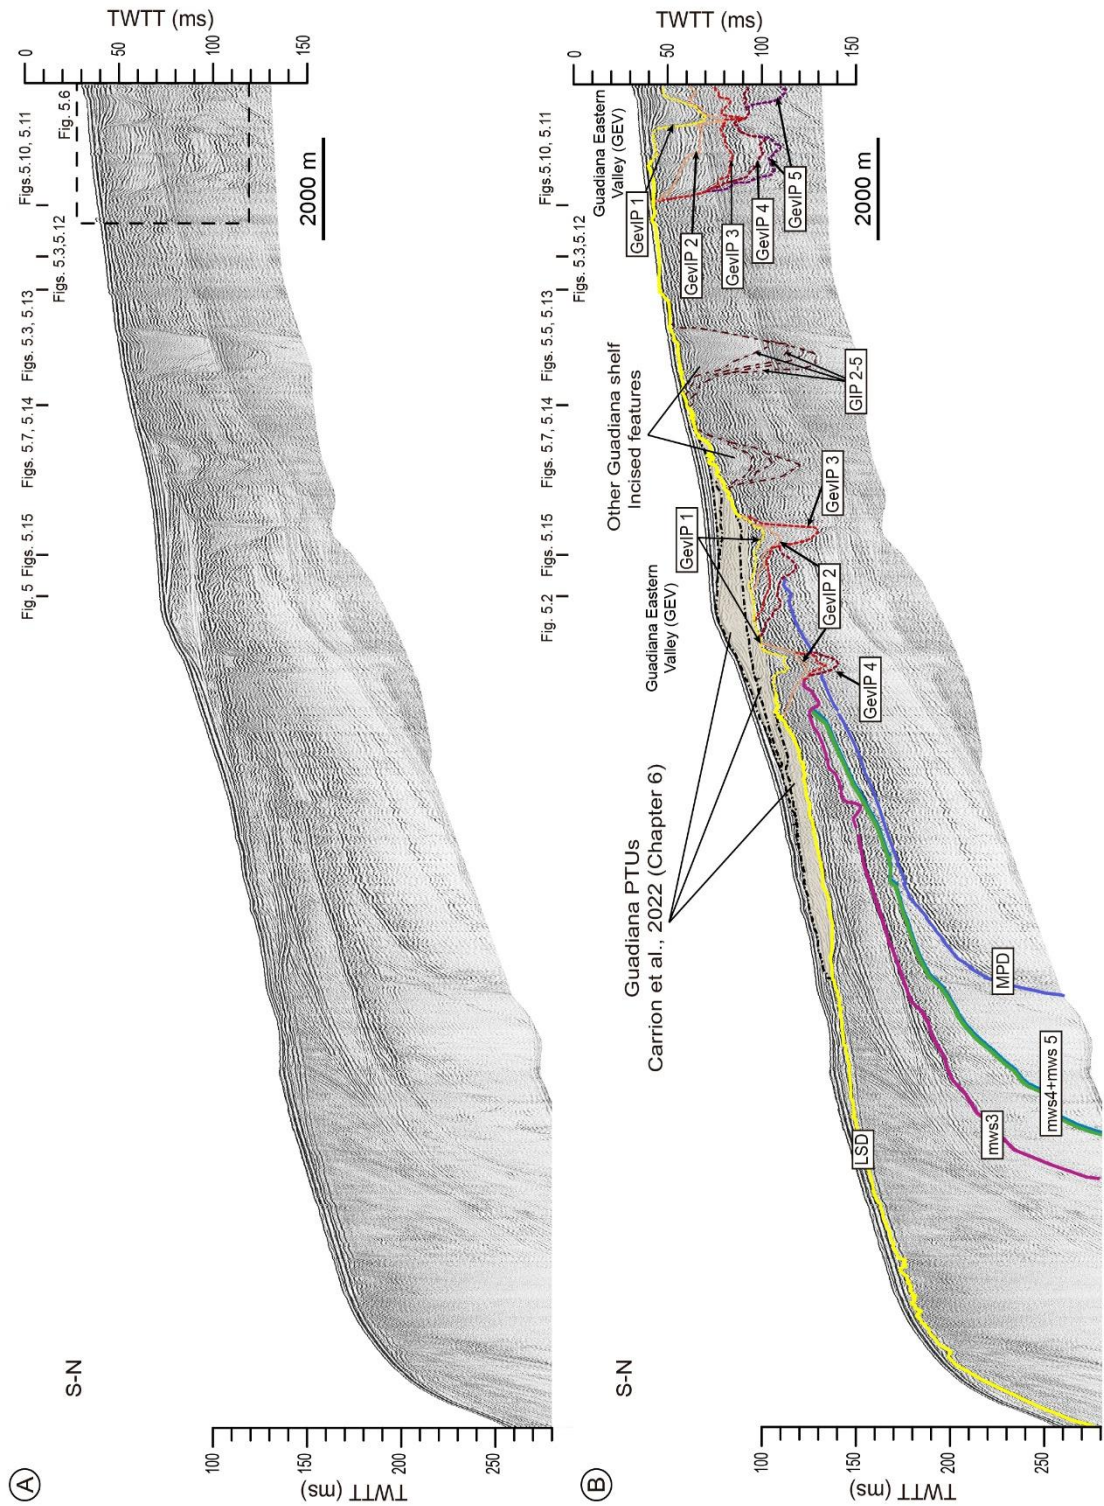 A
S-N
TWTT (ms)
100
150
200
250
Fig. 5.2
Fig. 5
Figs. 5.15
Figs. 5.7, 5.14
Figs. 5.3, 5.13
Figs. 5.3,5.12
Figs.5.10, 5.11
Fig. 5.6
2000 m
TWTT (ms)
0
50
100
150
B
S-N
TWTT (ms)
100
150
200
250
Fig. 5.2
Figs. 5.15
Figs. 5.7, 5.14
Figs. 5.5, 5.13
Figs. 5.3,5.12
Figs. 5.10, 5.11
Guadiana PTUs
Carrion et al., 2022 (Chapter 6)
Guadiana Eastern
Valley (GEV)
GevIP 1
Other Guadiana shelf
Incised features
Guadiana Eastern
Valley (GEV)
GevIP 1
GevIP 2
GevIP 3
GevIP 4
GevIP 5
GIP 2-5
GevIP 3
GevIP 2
GevIP 4
LSD
mws3
mws4+mws 5
MPD
2000 m
TWTT (ms)
0
50
100
150